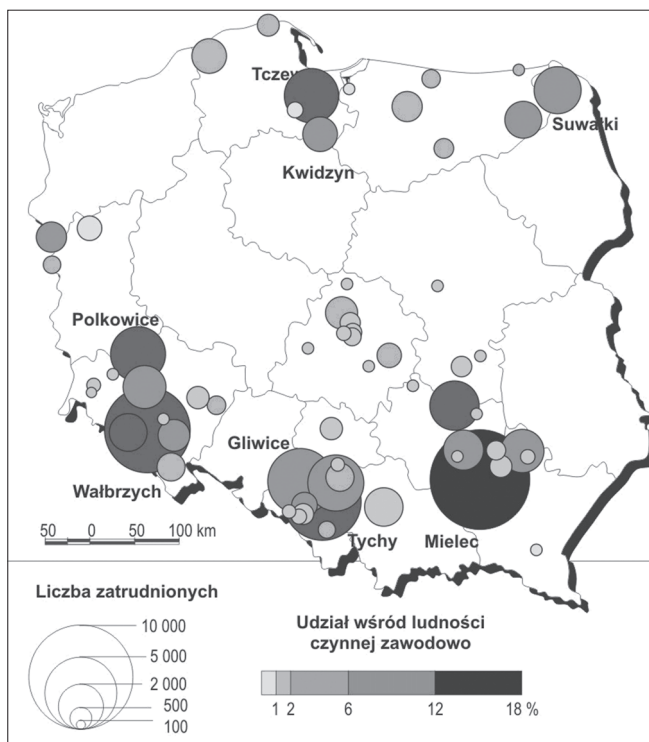 Tczew
Suwałki
Kwidzyn
Polkowice
Gliwice
Wałbrzych
Tychy
Mielec
50 0 50 100 km
Liczba zatrudnionych
10 000
5 000
2 000
500
100
Udział wśród ludności
czynnej zawodowo
1 2 6 12 18 %